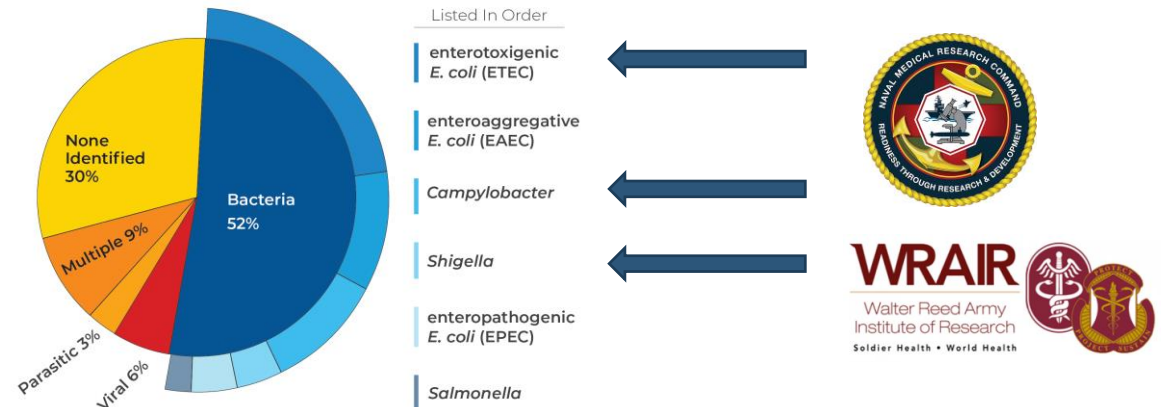 None
Identified
30%
Bacteria
52%
Multiple 9%
Parasitic 3%
Viral 6%
Listed In Order
enterotoxigenic
E. coli (ETEC)
enteroaggregative
E. coli (EAEC)
Campylobacter
Shigella
enteropathogenic
E. coli (EPEC)
Salmonella
NAVAL MEDICAL RESEARCH COMMAND
READINESS THROUGH RESEARCH & DEVELOPMENT
WRAIR
Walter Reed Army
Institute of Research
Soldier Health • World Health
PROJECT
PROJECT SUSTAIN